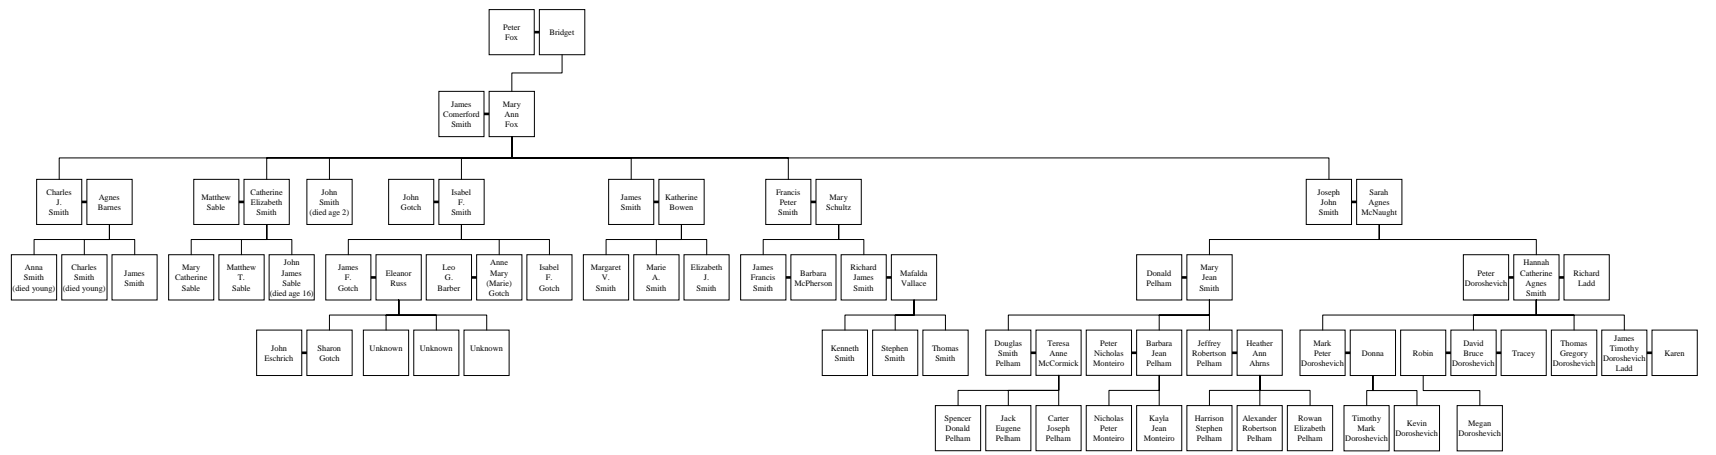 Peter
Fox
Bridget
James
Comerford
Smith
Mary
Ann
Fox
Charles
J.
Smith
Agnes
Barnes
Matthew
Sable
Catherine
Elizabeth
Smith
John
Smith
(died age 2)
John
Gotch
Isabel
F.
Smith
James
Smith
Katherine
Bowen
Francis
Peter
Smith
Mary
Schultz
Joseph
John
Smith
Sarah
Agnes
McNaught
Anna
Smith
(died young)
Charles
Smith
(died young)
James
Smith
Mary
Catherine
Sable
Matthew
T.
Sable
John
James
Sable
(died age 16)
James
F.
Gotch
Eleanor
Russ
Leo
G.
Barber
Anne
Mary
(Marie)
Gotch
Isabel
F.
Gotch
Margaret
V.
Smith
Marie
A.
Smith
Elizabeth
J.
Smith
James
Francis
Smith
Barbara
McPherson
Richard
James
Smith
Mafalda
Vallace
Donald
Pelham
Mary
Jean
Smith
Peter
Doroshevich
Hannah
Catherine
Agnes
Smith
Richard
Ladd
John
Eschrich
Sharon
Gotch
Unknown
Unknown
Unknown
Kenneth
Smith
Stephen
Smith
Thomas
Smith
Douglas
Smith
Pelham
Teresa
Anne
McCormick
Peter
Nicholas
Monteiro
Barbara
Jean
Pelham
Jeffrey
Robertson
Pelham
Heather
Ann
Ahrns
Mark
Peter
Doroshevich
Donna
Robin
David
Bruce
Doroshevich
Tracey
Thomas
Gregory
Doroshevich
James
Timothy
Doroshevich
Ladd
Karen
Spencer
Donald
Pelham
Jack
Eugene
Pelham
Carter
Joseph
Pelham
Nicholas
Peter
Monteiro
Kayla
Jean
Monteiro
Harrison
Stephen
Pelham
Alexander
Robertson
Pelham
Rowan
Elizabeth
Pelham
Timothy
Mark
Doroshevich
Kevin
Doroshevich
Megan
Doroshevich